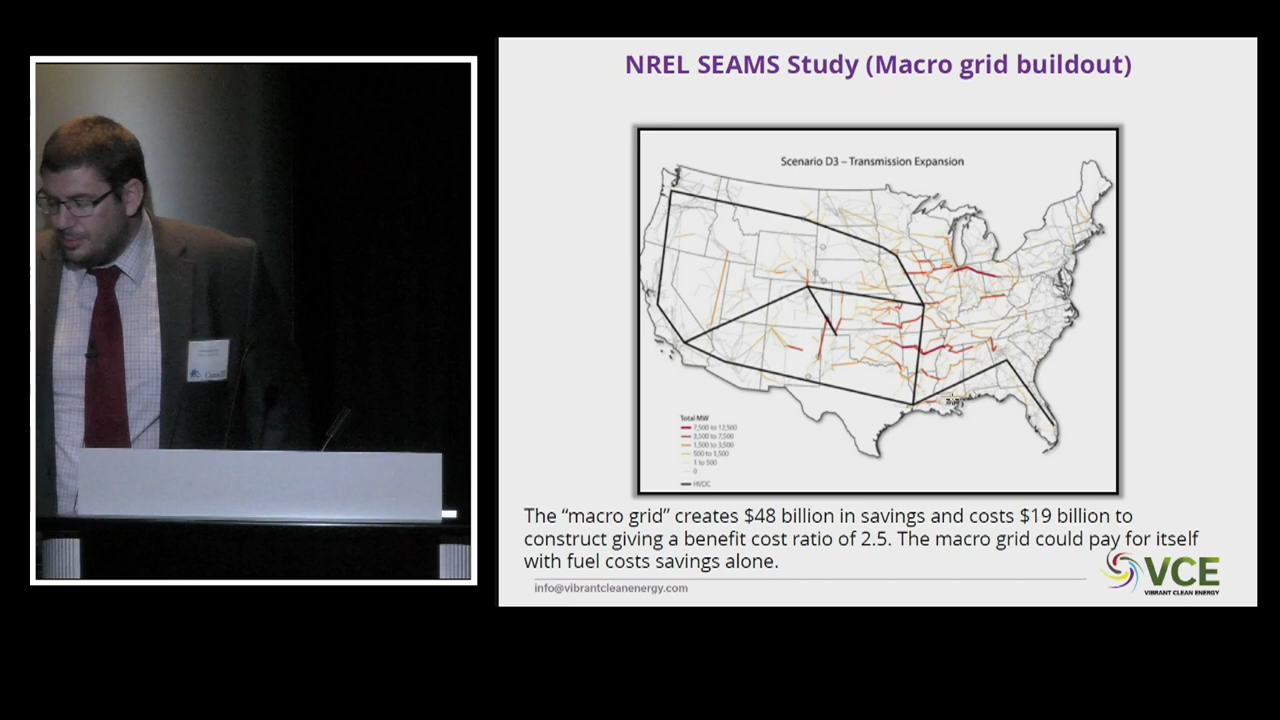 NREL SEAMS Study (Macro grid buildout)
Scenario D3 – Transmission Expansion
Total MW
7,500 to 12,500
3,500 to 7,500
1,500 to 3,500
500 to 1,500
1 to 500
0
HVDC
The “macro grid” creates $48 billion in savings and costs $19 billion to
construct giving a benefit cost ratio of 2.5. The macro grid could pay for itself
with fuel costs savings alone.
info@vibrantcleanenergy.com
VCE
VIBRANT CLEAN ENERGY
Canada